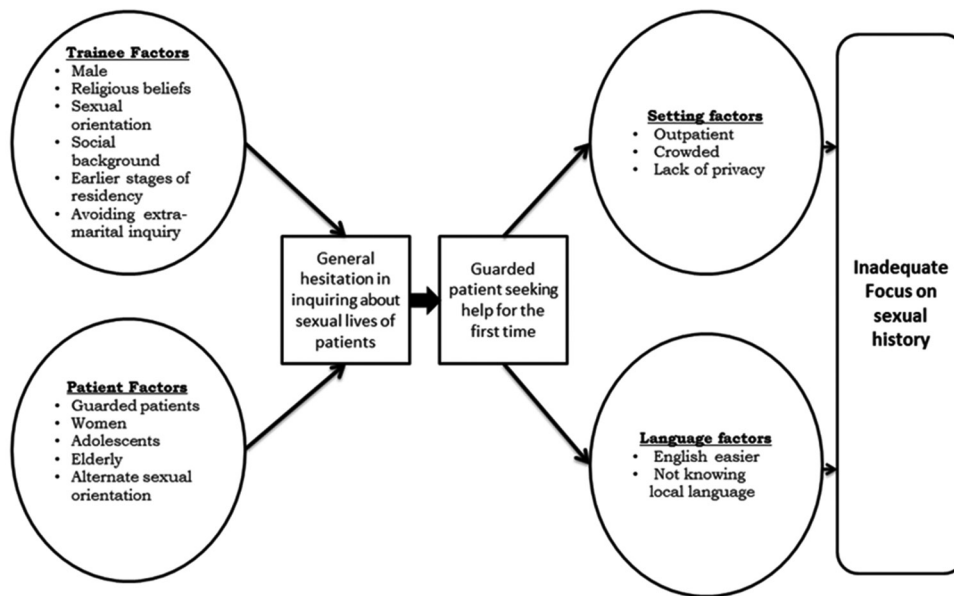 Trainee Factors
• Male
• Religious beliefs
• Sexual
orientation
• Social
background
• Earlier stages of
residency
• Avoiding extra-
marital inquiry
Patient Factors
• Guarded patients
• Women
• Adolescents
• Elderly
• Alternate sexual
orientation
General
hesitation in
inquiring about
sexual lives of
patients
Guarded
patient seeking
help for the
first time
Setting factors
• Outpatient
• Crowded
• Lack of privacy
Language factors
• English easier
• Not knowing
local language
Inadequate
Focus on
sexual
history